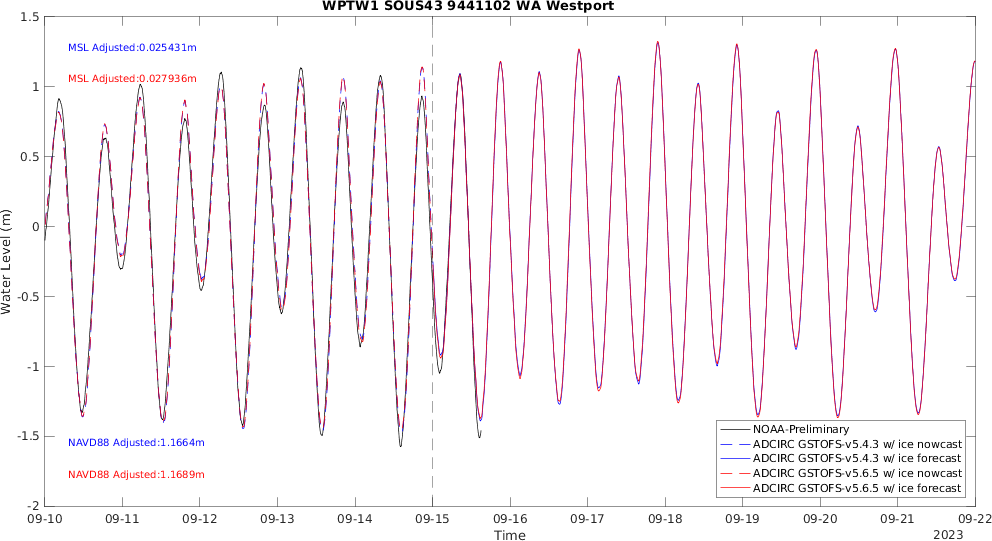 WPTW1 SOUS43 9441102 WA Westport
1.5
1
0.5
0
-0.5
-1
-1.5
-2
Water Level (m)
MSL Adjusted:0.025431m
MSL Adjusted:0.027936m
NAVD88 Adjusted:1.1664m
NAVD88 Adjusted:1.1689m
NOAA-Preliminary
ADCIRC GSTOFS-v5.4.3 w/ ice nowcast
ADCIRC GSTOFS-v5.4.3 w/ ice forecast
ADCIRC GSTOFS-v5.6.5 w/ ice nowcast
ADCIRC GSTOFS-v5.6.5 w/ ice forecast
09-10 09-11 09-12 09-13 09-14 09-15 09-16 09-17 09-18 09-19 09-20 09-21 09-22
Time
2023